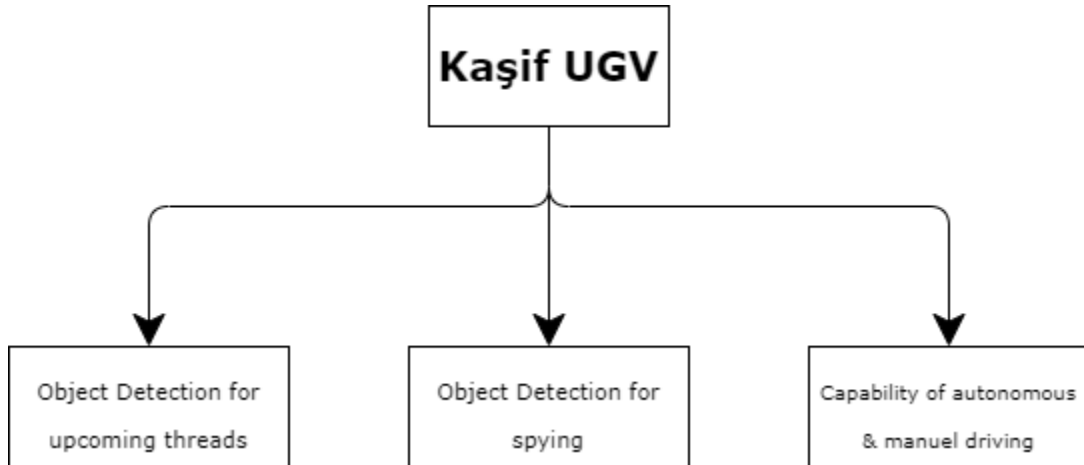 Kaşif UGV
Object Detection for
upcoming threads
Object Detection for
spying
Capability of autonomous
& manuel driving